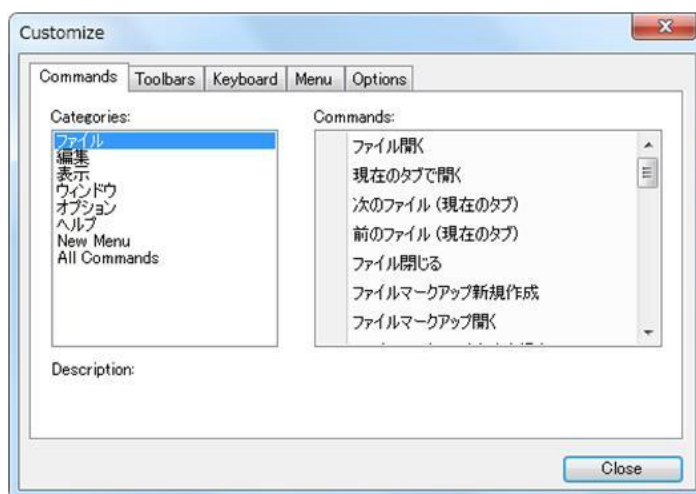 Customize
Commands Toolbars Keyboard Menu Options
Categories:
ファイル
編集
表示
ウィンドウ
オプション
ヘルプ
New Menu
All Commands
Commands:
ファイル開く
現在のタブで開く
次のファイル (現在のタブ)
前のファイル (現在のタブ)
ファイル閉じる
ファイルマークアップ新規作成
ファイルマークアップ開く
Description:
Close